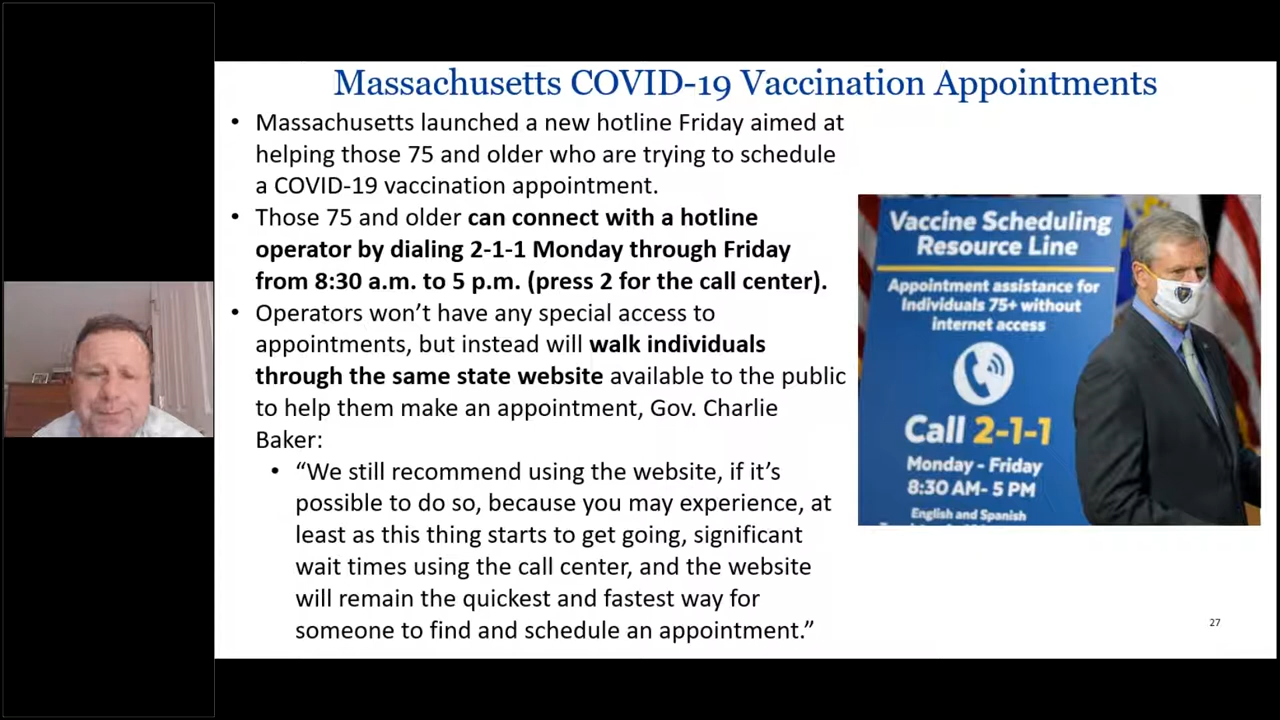 Massachusetts COVID-19 Vaccination Appointments
• Massachusetts launched a new hotline Friday aimed at
helping those 75 and older who are trying to schedule
a COVID-19 vaccination appointment.
• Those 75 and older can connect with a hotline
operator by dialing 2-1-1 Monday through Friday
from 8:30 a.m. to 5 p.m. (press 2 for the call center).
• Operators won’t have any special access to
appointments, but instead will walk individuals
through the same state website available to the public
to help them make an appointment, Gov. Charlie
Baker:
• “We still recommend using the website, if it’s
possible to do so, because you may experience, at
least as this thing starts to get going, significant
wait times using the call center, and the website
will remain the quickest and fastest way for
someone to find and schedule an appointment.”
Vaccine Scheduling
Resource Line
Appointment assistance for
Individuals 75+ without
internet access
Call 2-1-1
Monday - Friday
8:30 AM- 5 PM
English and Spanish
27